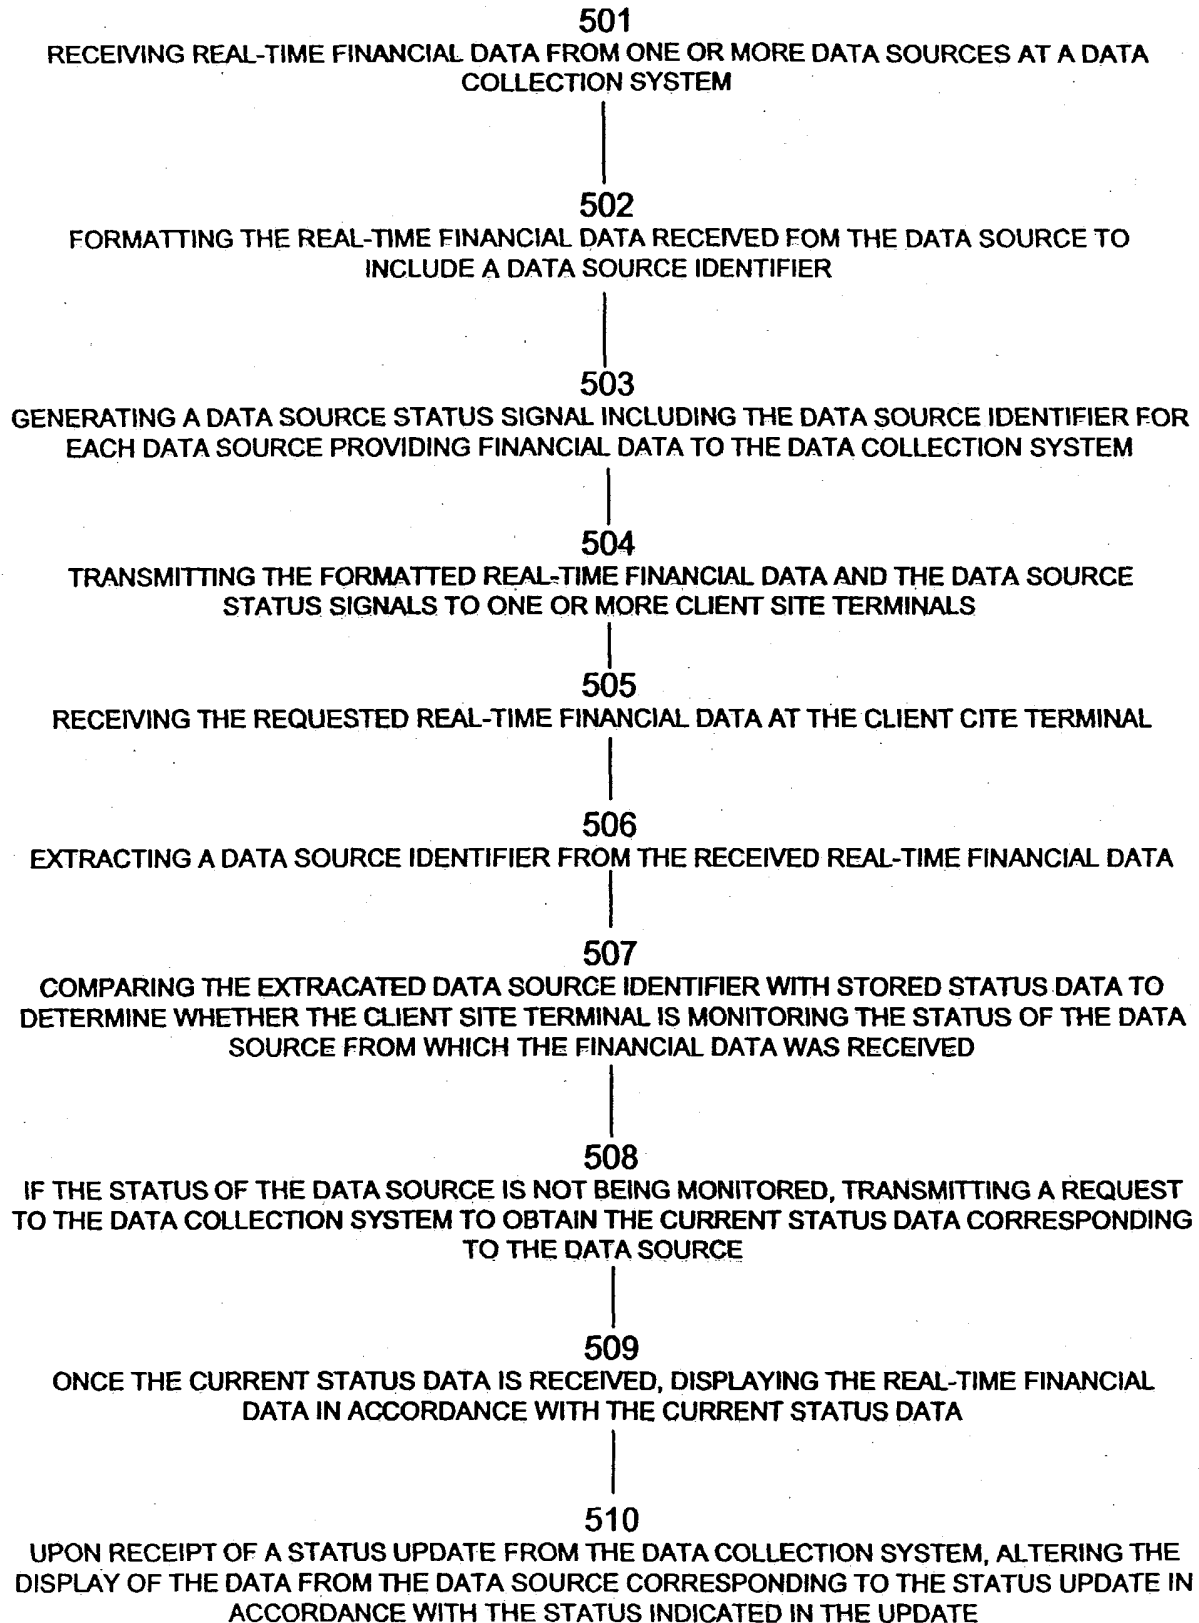 501
RECEIVING REAL-TIME FINANCIAL DATA FROM ONE OR MORE DATA SOURCES AT A DATA
COLLECTION SYSTEM
502
FORMATTING THE REAL-TIME FINANCIAL DATA RECEIVED FOM THE DATA SOURCE TO
INCLUDE A DATA SOURCE IDENTIFIER
503
GENERATING A DATA SOURCE STATUS SIGNAL INCLUDING THE DATA SOURCE IDENTIFIER FOR
EACH DATA SOURCE PROVIDING FINANCIAL DATA TO THE DATA COLLECTION SYSTEM
504
TRANSMITTING THE FORMATTED REAL-TIME FINANCIAL DATA AND THE DATA SOURCE
STATUS SIGNALS TO ONE OR MORE CLIENT SITE TERMINALS
505
RECEIVING THE REQUESTED REAL-TIME FINANCIAL DATA AT THE CLIENT CITE TERMINAL
506
EXTRACTING A DATA SOURCE IDENTIFIER FROM THE RECEIVED REAL-TIME FINANCIAL DATA
507
COMPARING THE EXTRACATED DATA SOURCE IDENTIFIER WITH STORED STATUS DATA TO
DETERMINE WHETHER THE CLIENT SITE TERMINAL IS MONITORING THE STATUS OF THE DATA
SOURCE FROM WHICH THE FINANCIAL DATA WAS RECEIVED
508
IF THE STATUS OF THE DATA SOURCE IS NOT BEING MONITORED, TRANSMITTING A REQUEST
TO THE DATA COLLECTION SYSTEM TO OBTAIN THE CURRENT STATUS DATA CORRESPONDING
TO THE DATA SOURCE
509
ONCE THE CURRENT STATUS DATA IS RECEIVED, DISPLAYING THE REAL-TIME FINANCIAL
DATA IN ACCORDANCE WITH THE CURRENT STATUS DATA
510
UPON RECEIPT OF A STATUS UPDATE FROM THE DATA COLLECTION SYSTEM, ALTERING THE
DISPLAY OF THE DATA FROM THE DATA SOURCE CORRESPONDING TO THE STATUS UPDATE IN
ACCORDANCE WITH THE STATUS INDICATED IN THE UPDATE